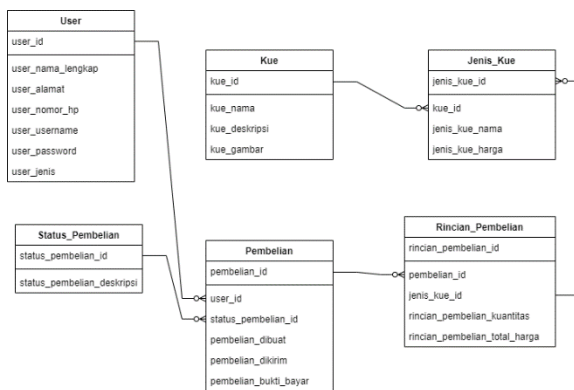 User
user_id
user_nama_lengkap
user_alamat
user_nomor_hp
user_username
user_password
user_jenis
Kue
kue_id
kue_nama
kue_deskripsi
kue_gambar
Jenis_Kue
jenis_kue_id
kue_id
jenis_kue_nama
jenis_kue_harga
Status_Pembelian
status_pembelian_id
status_pembelian_deskripsi
Pembelian
pembelian_id
user_id
status_pembelian_id
pembelian_dibuat
pembelian_dikirim
pembelian_bukti_bayar
Rincian_Pembelian
rincian_pembelian_id
pembelian_id
jenis_kue_id
rincian_pembelian_kuantitas
rincian_pembelian_total_harga